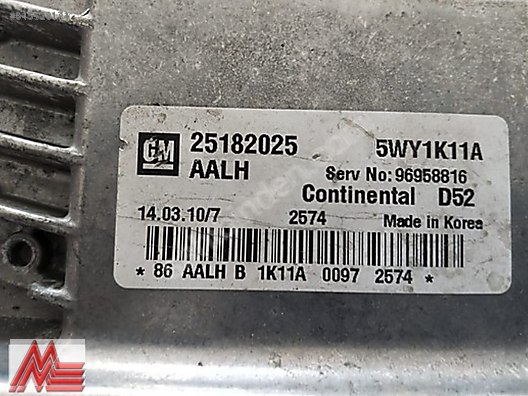 GM 25182025 5WY1K11A
AALH Serv No: 96958816
Continental D52
14.03.10/7 2574 Made in Korea
* 86 AALH B 1K11A 0097 2574 *